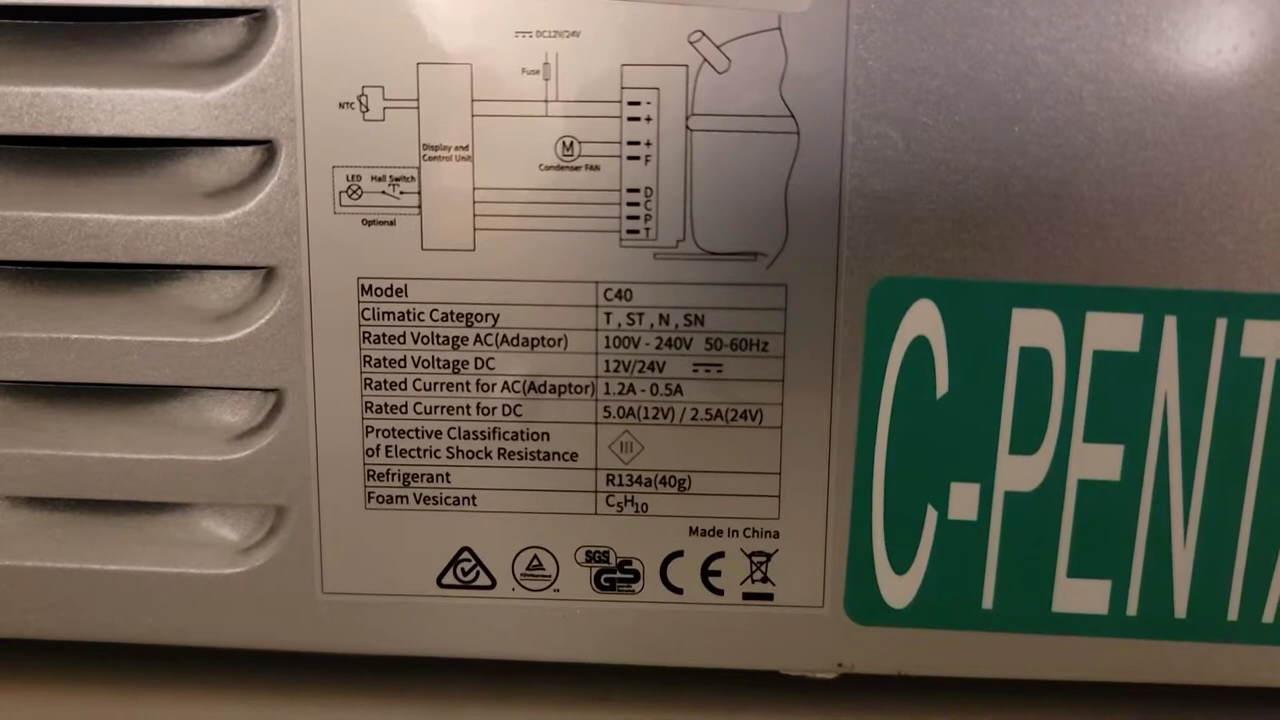 DC12V/24V
Fuse
NTC
Display and
Control Unit
M
Condenser FAN
-
+
+
F
D
C
P
T
LED Hall Switch
Optional
Model C40
Climatic Category T , ST , N , SN
Rated Voltage AC(Adaptor) 100V - 240V 50-60Hz
Rated Voltage DC 12V/24V
Rated Current for AC(Adaptor) 1.2A - 0.5A
Rated Current for DC 5.0A(12V) / 2.5A(24V)
Protective Classification
of Electric Shock Resistance III
Refrigerant R134a(40g)
Foam Vesicant C5H10
Made In China
SGS
GS
CE
C-PENTA